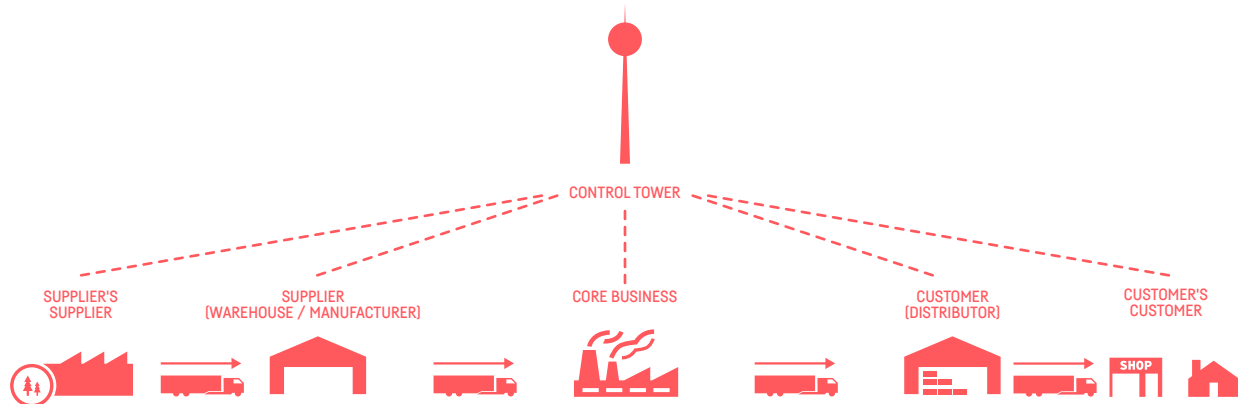 CONTROL TOWER
SUPPLIER'S
SUPPLIER
SUPPLIER
(WAREHOUSE / MANUFACTURER)
CORE BUSINESS
CUSTOMER
(DISTRIBUTOR)
CUSTOMER'S
CUSTOMER
SHOP